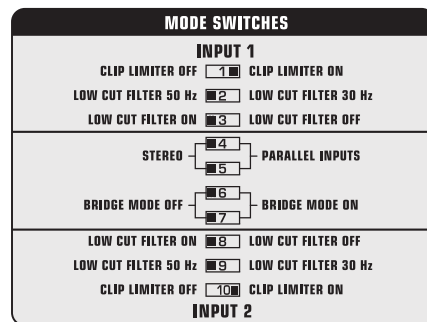 MODE SWITCHES
INPUT 1
CLIP LIMITER OFF 1 CLIP LIMITER ON
LOW CUT FILTER 50 Hz 2 LOW CUT FILTER 30 Hz
LOW CUT FILTER ON 3 LOW CUT FILTER OFF
4
STEREO PARALLEL INPUTS
5
6
BRIDGE MODE OFF BRIDGE MODE ON
7
LOW CUT FILTER ON 8 LOW CUT FILTER OFF
LOW CUT FILTER 50 Hz 9 LOW CUT FILTER 30 Hz
CLIP LIMITER OFF 10 CLIP LIMITER ON
INPUT 2